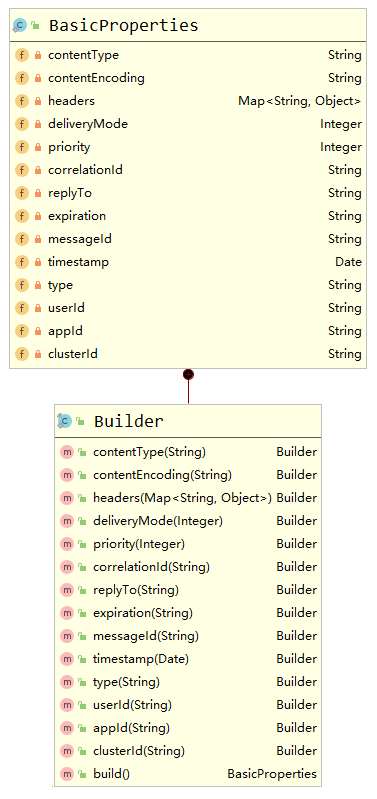 C BasicProperties
f contentType String
f contentEncoding String
f headers Map<String, Object>
f deliveryMode Integer
f priority Integer
f correlationId String
f replyTo String
f expiration String
f messageId String
f timestamp Date
f type String
f userId String
f appId String
f clusterId String
C Builder
m contentType(String) Builder
m contentEncoding(String) Builder
m headers(Map<String, Object>) Builder
m deliveryMode(Integer) Builder
m priority(Integer) Builder
m correlationId(String) Builder
m replyTo(String) Builder
m expiration(String) Builder
m messageId(String) Builder
m timestamp(Date) Builder
m type(String) Builder
m userId(String) Builder
m appId(String) Builder
m clusterId(String) Builder
m build() BasicProperties